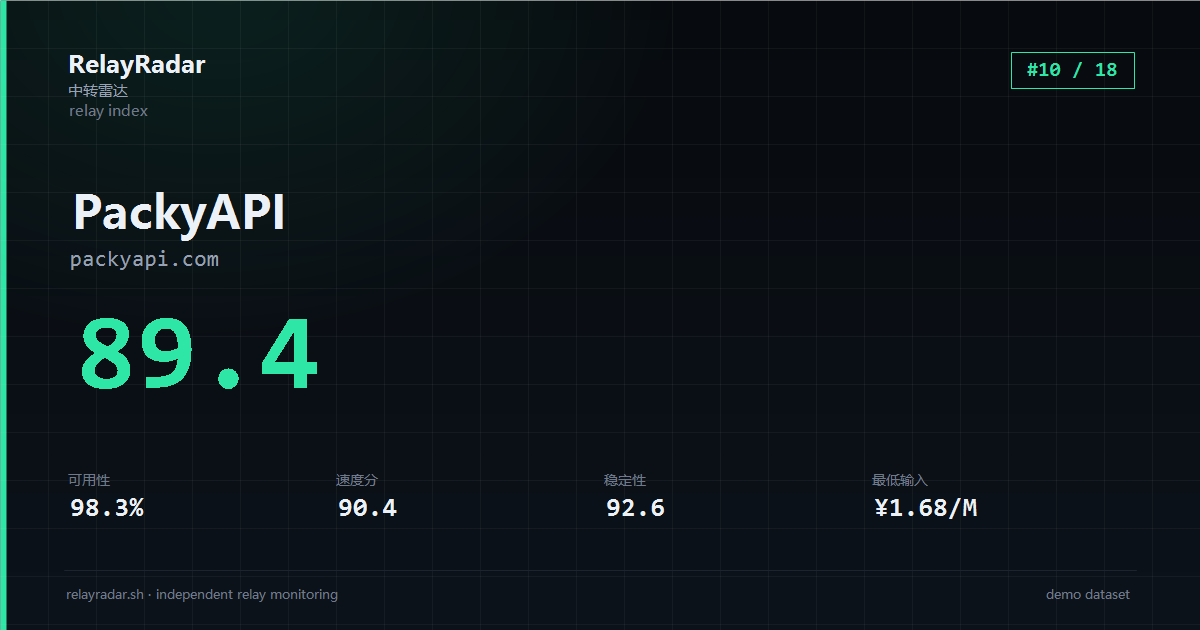 RelayRadar
中转雷达
relay index
#10 / 18
PackyAPI
packyapi.com
89.4
可用性
98.3%
速度分
90.4
稳定性
92.6
最低输入
¥1.68/M
relayradar.sh · independent relay monitoring
demo dataset